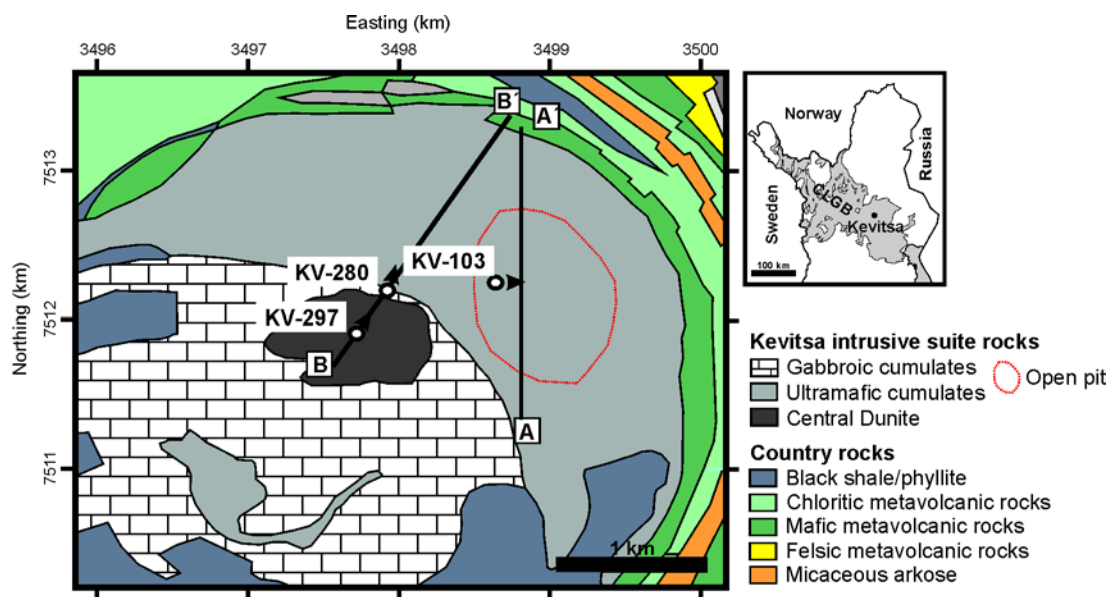 Easting (km)
3496 3497 3498 3499 3500
Northing (km)
7513
7512
7511
B´
A´
KV-103
KV-280
KV-297
B
A
1 km
Norway
Sweden
Russia
CLGB
Kevitsa
100 km
Kevitsa intrusive suite rocks
Gabbroic cumulates
Ultramafic cumulates
Central Dunite
Open pit
Country rocks
Black shale/phyllite
Chloritic metavolcanic rocks
Mafic metavolcanic rocks
Felsic metavolcanic rocks
Micaceous arkose